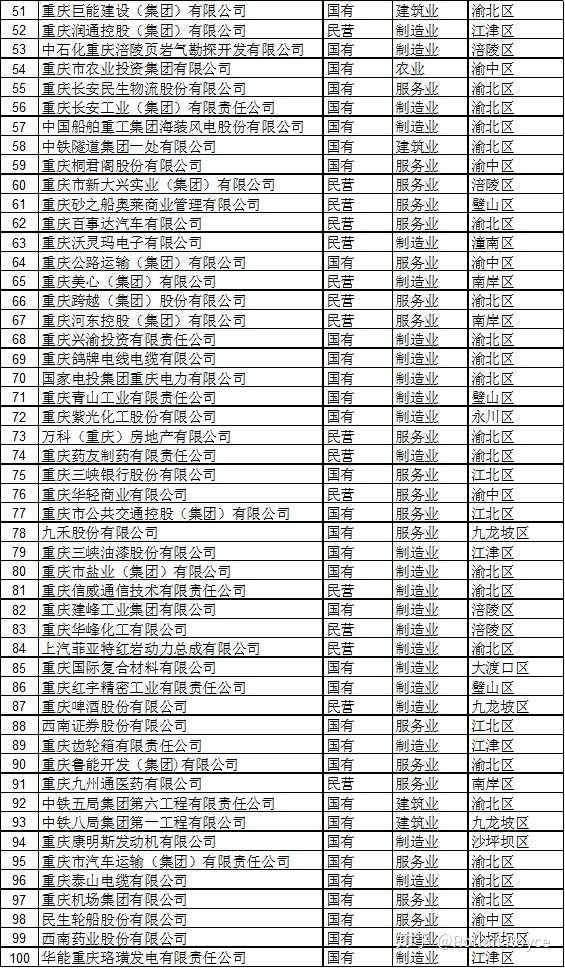 51 重庆巨能建设（集团）有限公司 国有 建筑业 渝北区
52 重庆润通控股（集团）有限公司 民营 制造业 江津区
53 中石化重庆涪陵页岩气勘探开发有限公司 国有 制造业 涪陵区
54 重庆市农业投资集团有限公司 国有 农业 渝中区
55 重庆长安民生物流股份有限公司 国有 服务业 渝北区
56 重庆长安工业（集团）有限责任公司 国有 制造业 渝北区
57 中国船舶重工集团海装风电股份有限公司 国有 制造业 渝北区
58 中铁隧道集团一处有限公司 国有 建筑业 渝北区
59 重庆桐君阁股份有限公司 国有 服务业 渝中区
60 重庆市新大兴实业（集团）有限公司 民营 服务业 涪陵区
61 重庆砂之船奥莱商业管理有限公司 民营 服务业 璧山区
62 重庆百事达汽车有限公司 民营 服务业 渝北区
63 重庆沃灵玛电子有限公司 民营 制造业 潼南区
64 重庆公路运输（集团）有限公司 国有 服务业 渝中区
65 重庆美心（集团）有限公司 民营 制造业 南岸区
66 重庆跨越（集团）股份有限公司 民营 服务业 渝北区
67 重庆河东控股（集团）有限公司 民营 服务业 南岸区
68 重庆兴渝投资有限责任公司 国有 制造业 渝北区
69 重庆鸽牌电线电缆有限公司 国有 制造业 渝北区
70 国家电投集团重庆电力有限公司 国有 制造业 渝北区
71 重庆青山工业有限责任公司 国有 制造业 璧山区
72 重庆紫光化工股份有限公司 国有 制造业 永川区
73 万科（重庆）房地产有限公司 民营 服务业 渝北区
74 重庆药友制药有限责任公司 民营 制造业 渝北区
75 重庆三峡银行股份有限公司 国有 服务业 江北区
76 重庆华轻商业有限公司 民营 服务业 渝中区
77 重庆市公共交通控股（集团）有限公司 国有 服务业 江北区
78 九禾股份有限公司 国有 服务业 九龙坡区
79 重庆三峡油漆股份有限公司 国有 制造业 江津区
80 重庆市盐业（集团）有限公司 国有 制造业 渝北区
81 重庆信威通信技术有限责任公司 民营 制造业 渝北区
82 重庆建峰工业集团有限公司 国有 制造业 涪陵区
83 重庆华峰化工有限公司 民营 制造业 涪陵区
84 上汽菲亚特红岩动力总成有限公司 民营 制造业 渝北区
85 重庆国际复合材料有限公司 国有 制造业 大渡口区
86 重庆红宇精密工业有限责任公司 国有 制造业 璧山区
87 重庆啤酒股份有限公司 民营 制造业 九龙坡区
88 西南证券股份有限公司 国有 服务业 江北区
89 重庆齿轮箱有限责任公司 国有 制造业 江津区
90 重庆鲁能开发（集团)有限公司 国有 服务业 渝北区
91 重庆九州通医药有限公司 民营 服务业 南岸区
92 中铁五局集团第六工程有限责任公司 国有 建筑业 渝北区
93 中铁八局集团第一工程有限公司 国有 建筑业 九龙坡区
94 重庆康明斯发动机有限公司 国有 制造业 沙坪坝区
95 重庆市汽车运输（集团）有限责任公司 国有 服务业 渝北区
96 重庆泰山电缆有限公司 国有 制造业 渝北区
97 重庆机场集团有限公司 国有 服务业 渝北区
98 民生轮船股份有限公司 国有 服务业 渝中区
99 西南药业股份有限公司 国有 制造业 沙坪坝区
100 华能重庆珞璜发电有限责任公司 国有 制造业 江津区